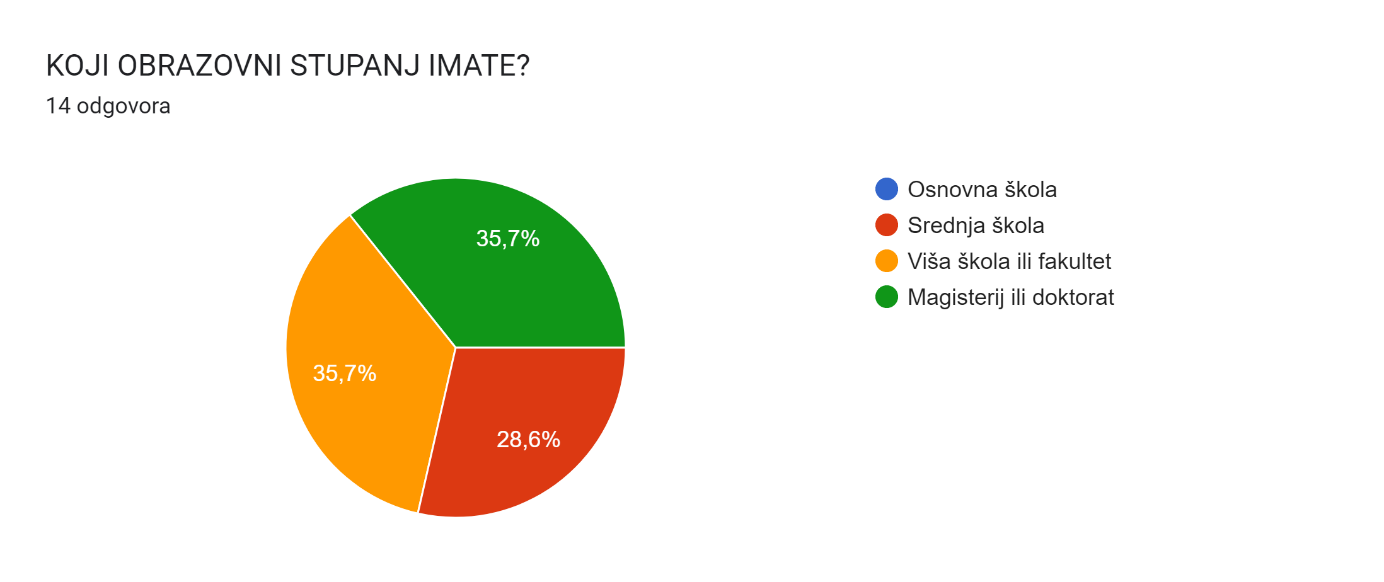 KOJI OBRAZOVNI STUPANJ IMATE?
14 odgovora
35,7%
35,7%
28,6%
Osnovna škola
Srednja škola
Viša škola ili fakultet
Magisterij ili doktorat